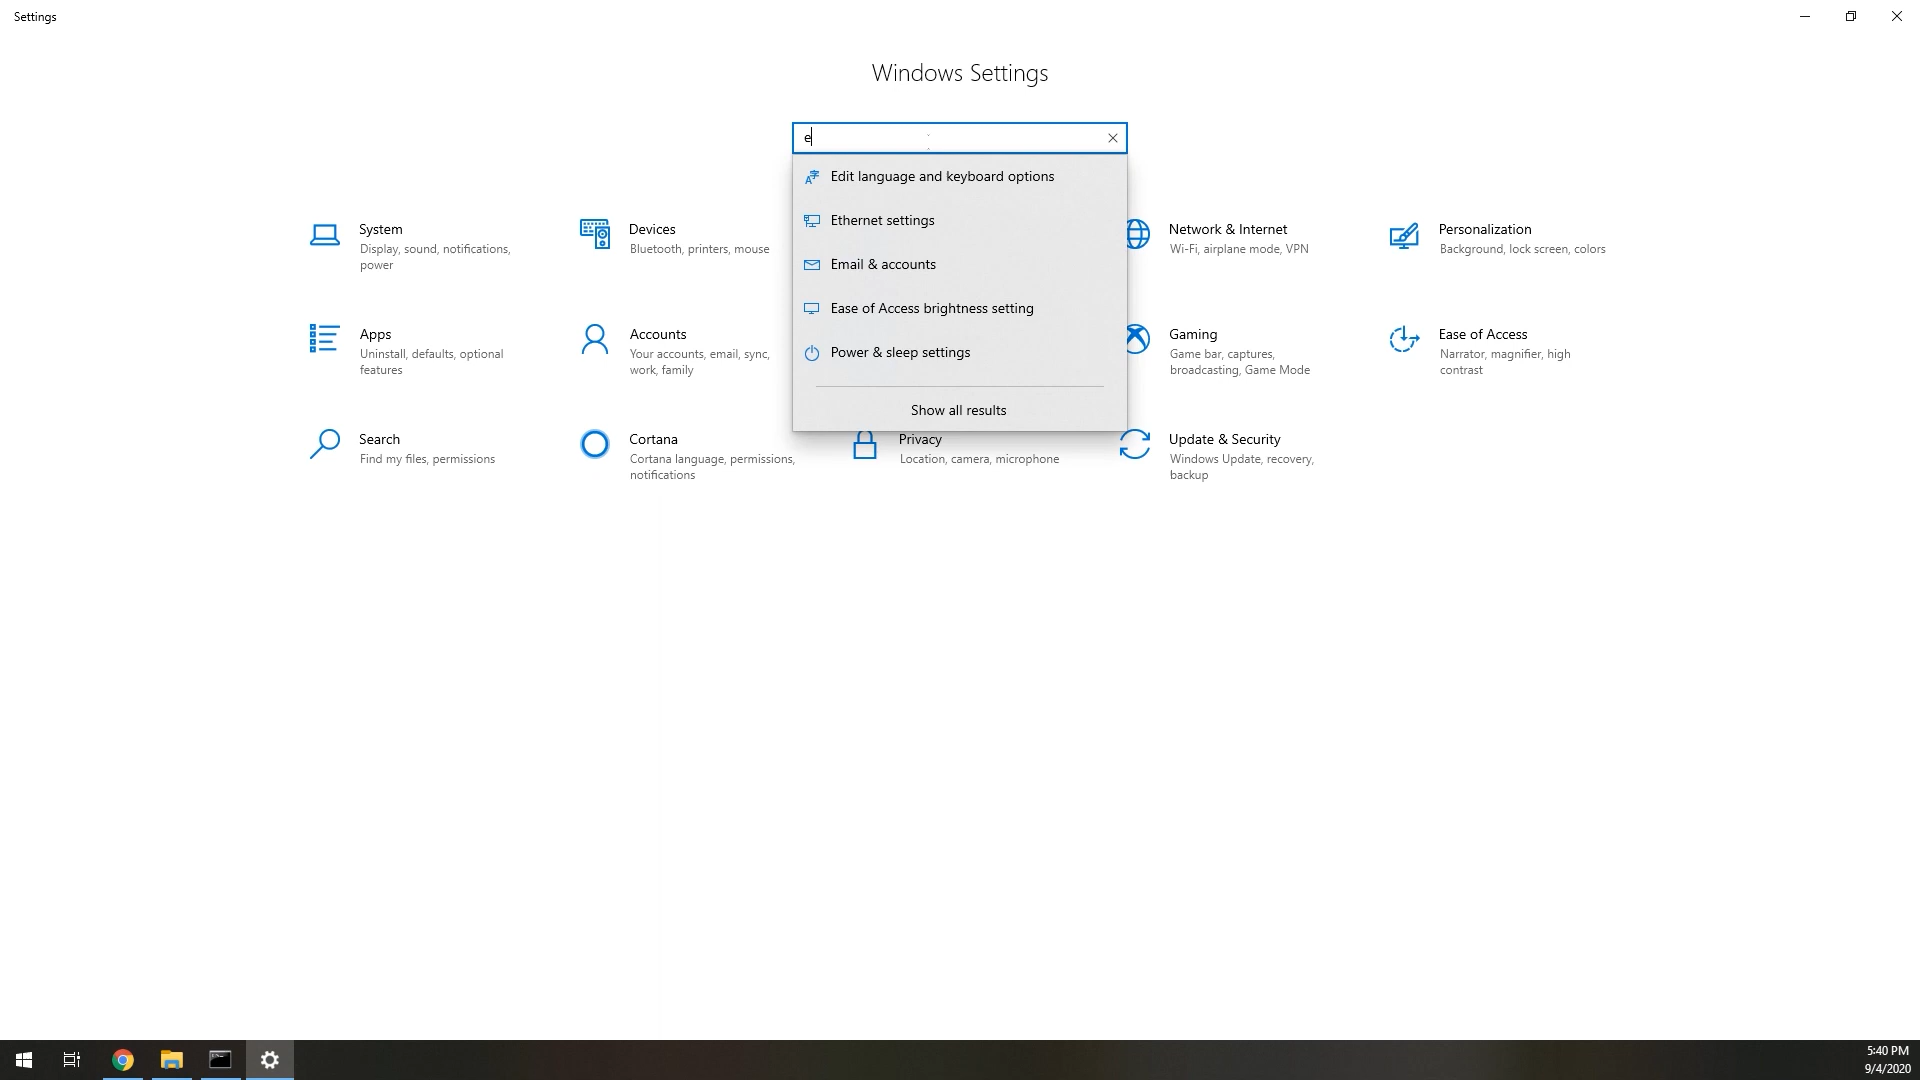 Settings
Windows Settings
e
Edit language and keyboard options
Ethernet settings
Email & accounts
Ease of Access brightness setting
Power & sleep settings
Show all results
System
Display, sound, notifications,
power
Devices
Bluetooth, printers, mouse
Network & Internet
Wi-Fi, airplane mode, VPN
Personalization
Background, lock screen, colors
Apps
Uninstall, defaults, optional
features
Accounts
Your accounts, email, sync,
work, family
Gaming
Game bar, captures,
broadcasting, Game Mode
Ease of Access
Narrator, magnifier, high
contrast
Search
Find my files, permissions
Cortana
Cortana language, permissions,
notifications
Privacy
Location, camera, microphone
Update & Security
Windows Update, recovery,
backup
5:40 PM
9/4/2020